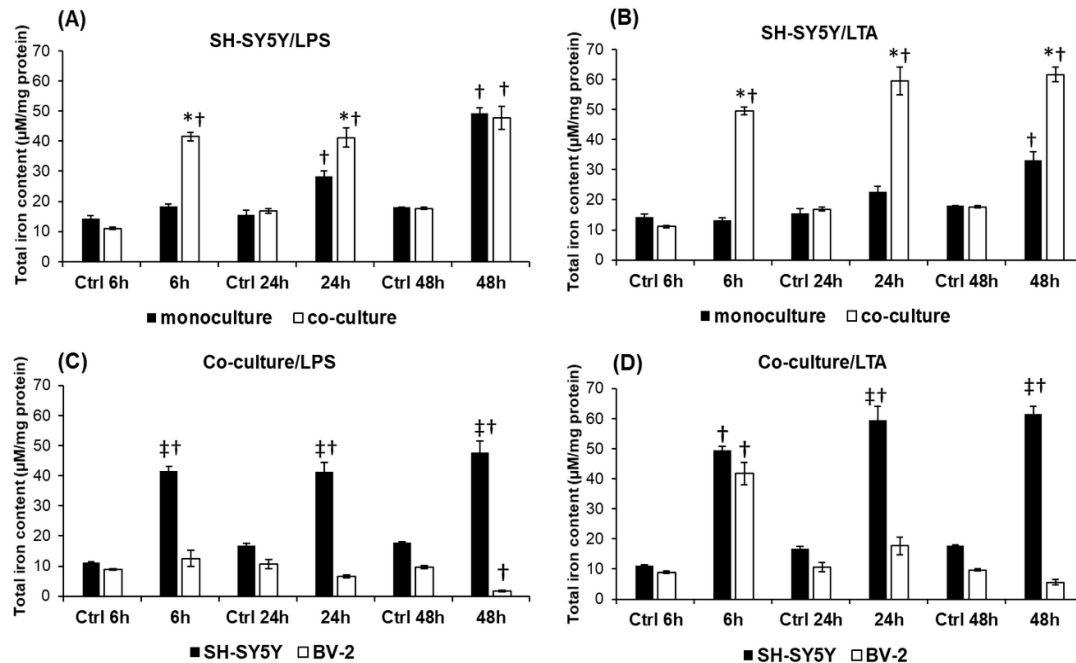 (A)
SH-SY5Y/LPS
Total iron content (µM/mg protein)
70
60
50
40
30
20
10
0
*†
†
*†
†
†
Ctrl 6h 6h Ctrl 24h 24h Ctrl 48h 48h
monoculture co-culture
(B)
SH-SY5Y/LTA
Total iron content (µM/mg protein)
70
60
50
40
30
20
10
0
*†
*†
†
*†
Ctrl 6h 6h Ctrl 24h 24h Ctrl 48h 48h
monoculture co-culture
(C)
Co-culture/LPS
Total iron content (µM/mg protein)
70
60
50
40
30
20
10
0
‡†
‡†
‡†
†
Ctrl 6h 6h Ctrl 24h 24h Ctrl 48h 48h
SH-SY5Y BV-2
(D)
Co-culture/LTA
Total iron content (µM/mg protein)
70
60
50
40
30
20
10
0
†
†
‡†
‡†
Ctrl 6h 6h Ctrl 24h 24h Ctrl 48h 48h
SH-SY5Y BV-2